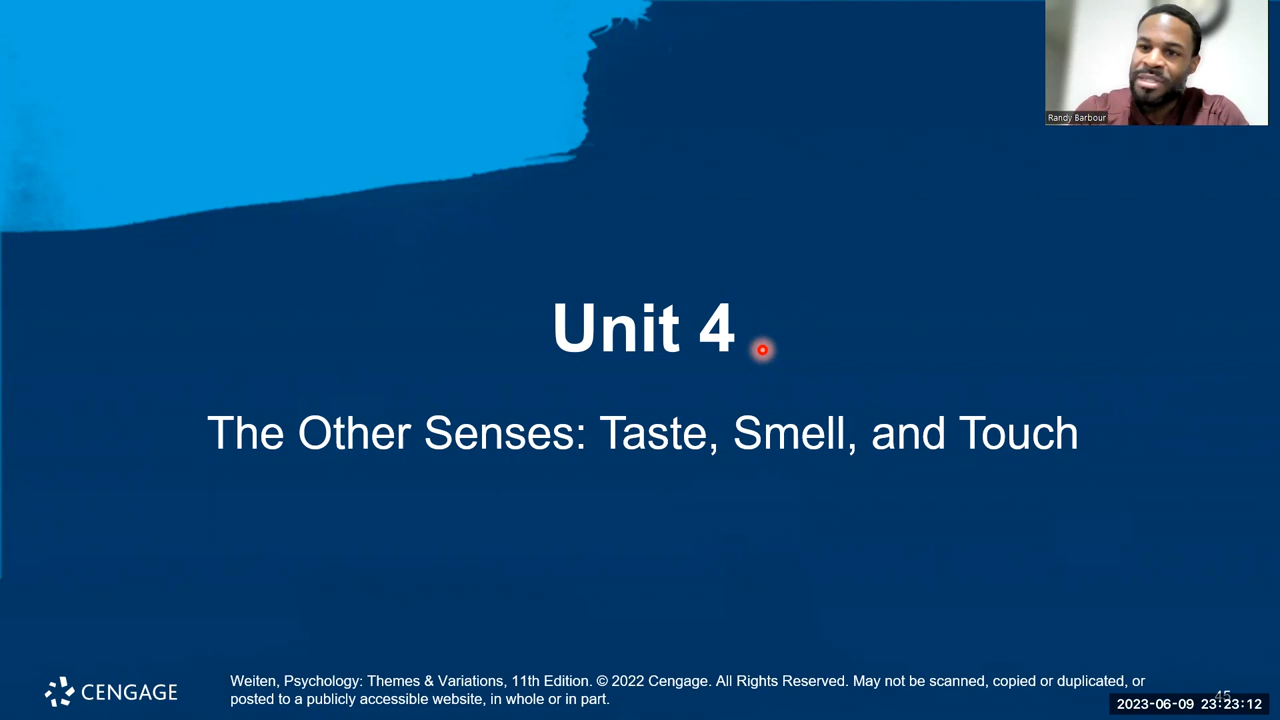 Randy Barbour
Unit 4
The Other Senses: Taste, Smell, and Touch
CENGAGE
Weiten, Psychology: Themes & Variations, 11th Edition. © 2022 Cengage. All Rights Reserved. May not be scanned, copied or duplicated, or
posted to a publicly accessible website, in whole or in part.
45
2023-06-09 23:23:12